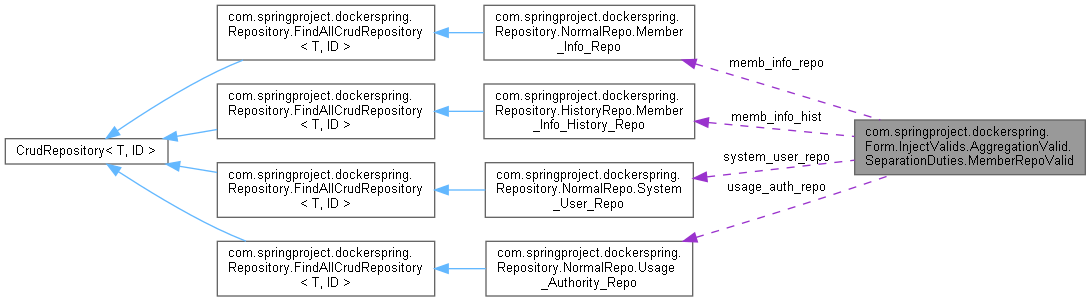 com.springproject.dockerspring.
Repository.FindAllCrudRepository
< T, ID >
com.springproject.dockerspring.
Repository.NormalRepo.Member
_Info_Repo
memb_info_repo
com.springproject.dockerspring.
Repository.FindAllCrudRepository
< T, ID >
com.springproject.dockerspring.
Repository.HistoryRepo.Member
_Info_History_Repo
memb_info_hist
CrudRepository< T, ID >
com.springproject.dockerspring.
Form.InjectValids.AggregationValid.
SeparationDuties.MemberRepoValid
com.springproject.dockerspring.
Repository.FindAllCrudRepository
< T, ID >
com.springproject.dockerspring.
Repository.NormalRepo.System
_User_Repo
system_user_repo
usage_auth_repo
com.springproject.dockerspring.
Repository.FindAllCrudRepository
< T, ID >
com.springproject.dockerspring.
Repository.NormalRepo.Usage
_Authority_Repo